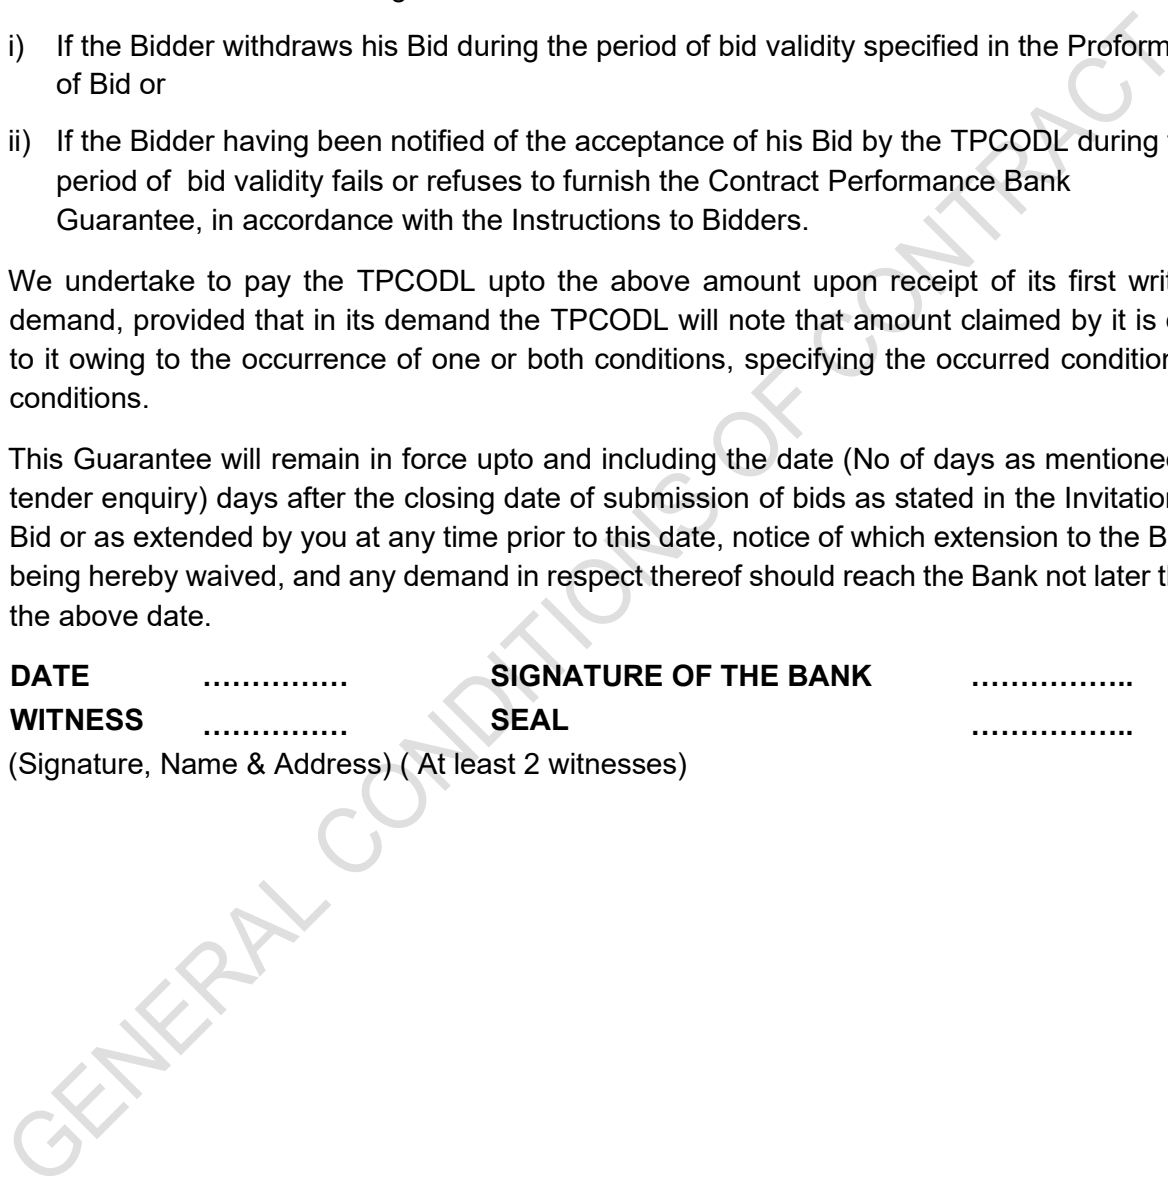 i) If the Bidder withdraws his Bid during the period of bid validity specified in the Proform
of Bid or
ii) If the Bidder having been notified of the acceptance of his Bid by the TPCODL during
period of bid validity fails or refuses to furnish the Contract Performance Bank
Guarantee, in accordance with the Instructions to Bidders.
We undertake to pay the TPCODL upto the above amount upon receipt of its first writ
demand, provided that in its demand the TPCODL will note that amount claimed by it is
to it owing to the occurrence of one or both conditions, specifying the occurred condition
conditions.
This Guarantee will remain in force upto and including the date (No of days as mentioned
tender enquiry) days after the closing date of submission of bids as stated in the Invitation
Bid or as extended by you at any time prior to this date, notice of which extension to the B
being hereby waived, and any demand in respect thereof should reach the Bank not later th
the above date.
DATE ............... SIGNATURE OF THE BANK .................
WITNESS ............... SEAL .................
(Signature, Name & Address) ( At least 2 witnesses)
GENERAL CONDITIONS OF CONTRACT